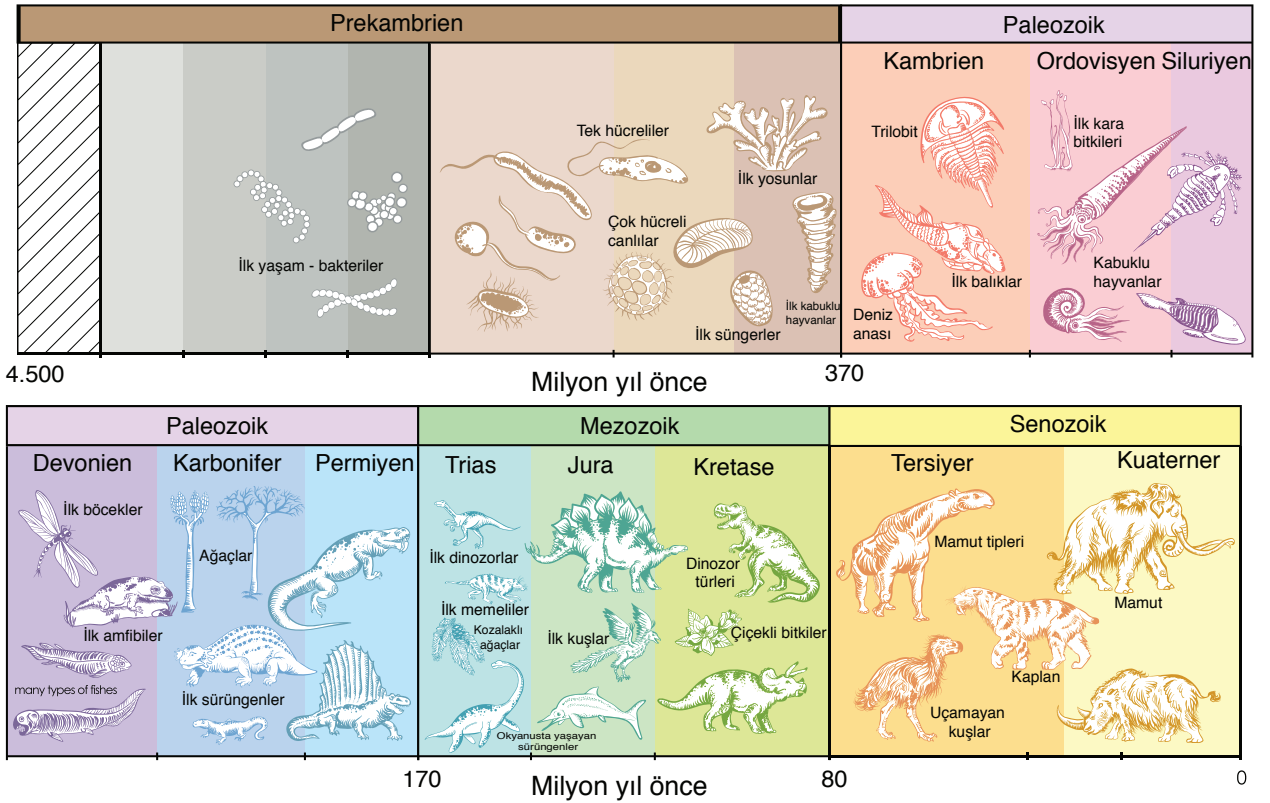 Prekambrien
Paleozoik
Kambrien
Ordovisyen Siluriyen
İlk yaşam - bakteriler
Tek hücreliler
Çok hücreli
canlılar
İlk yosunlar
İlk süngerler
İlk kabuklu
hayvanlar
Trilobit
İlk balıklar
Deniz
anası
İlk kara
bitkileri
Kabuklu
hayvanlar
4.500
Milyon yıl önce
370
Paleozoik
Mezozoik
Senozoik
Devonien
Karbonifer
Permiyen
Trias
Jura
Kretase
Tersiyer
Kuaterner
İlk böcekler
İlk amfibiler
many types of fishes
Ağaçlar
İlk sürüngenler
İlk dinozorlar
İlk memeliler
Kozalaklı
ağaçlar
Okyanusta yaşayan
sürüngenler
İlk kuşlar
Dinozor
türleri
Çiçekli bitkiler
Mamut tipleri
Kaplan
Uçamayan
kuşlar
Mamut
170
Milyon yıl önce
80
0